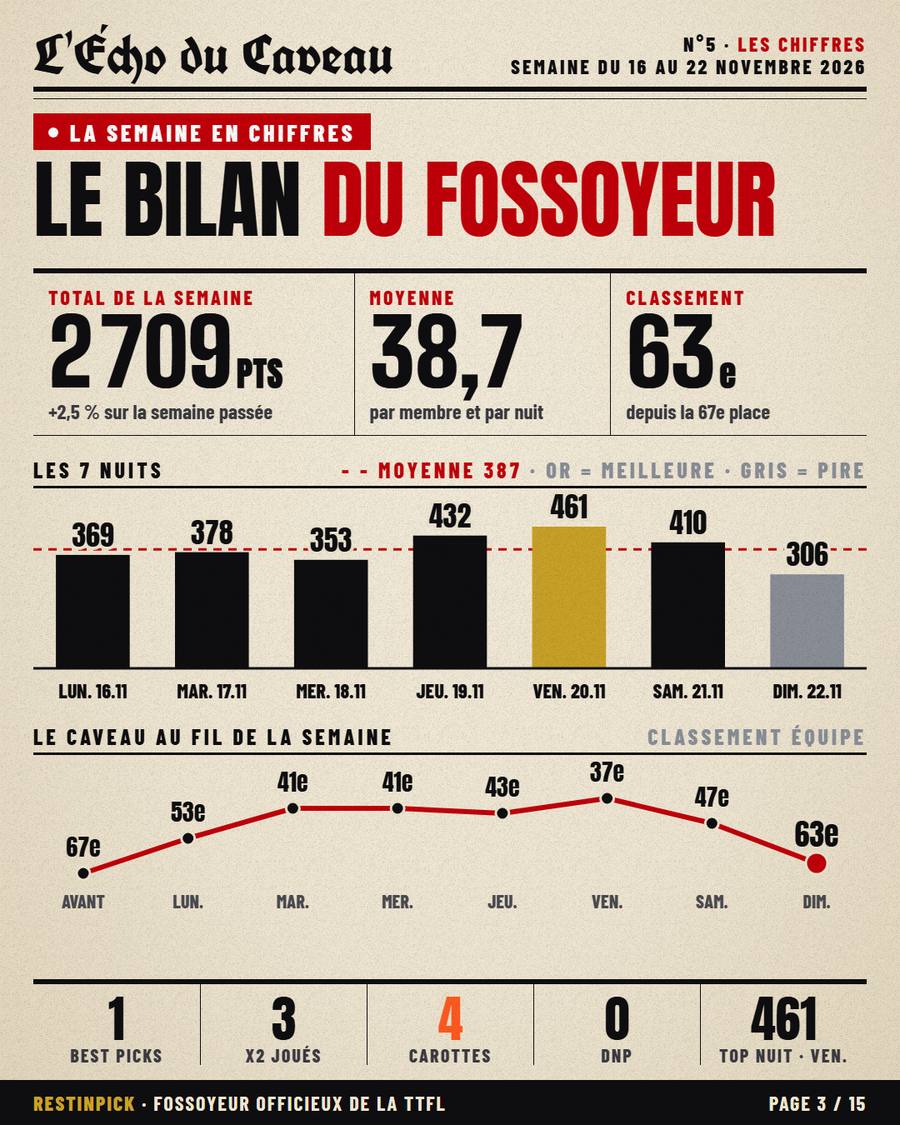 L'Écho du Caveau
N°5 · LES CHIFFRES
SEMAINE DU 16 AU 22 NOVEMBRE 2026
• LA SEMAINE EN CHIFFRES
LE BILAN DU FOSSOYEUR
TOTAL DE LA SEMAINE
2 709 PTS
+2,5 % sur la semaine passée
MOYENNE
38,7
par membre et par nuit
CLASSEMENT
63e
depuis la 67e place
LES 7 NUITS
- - MOYENNE 387 · OR = MEILLEURE · GRIS = PIRE
369 378 353 432 461 410 306
LUN. 16.11 MAR. 17.11 MER. 18.11 JEU. 19.11 VEN. 20.11 SAM. 21.11 DIM. 22.11
LE CAVEAU AU FIL DE LA SEMAINE
CLASSEMENT ÉQUIPE
67e 53e 41e 41e 43e 37e 47e 63e
AVANT LUN. MAR. MER. JEU. VEN. SAM. DIM.
1 3 4 0 461
BEST PICKS X2 JOUÉS CAROTTES DNP TOP NUIT · VEN.
RESTINPICK · FOSSOYEUR OFFICIEUX DE LA TTFL
PAGE 3 / 15